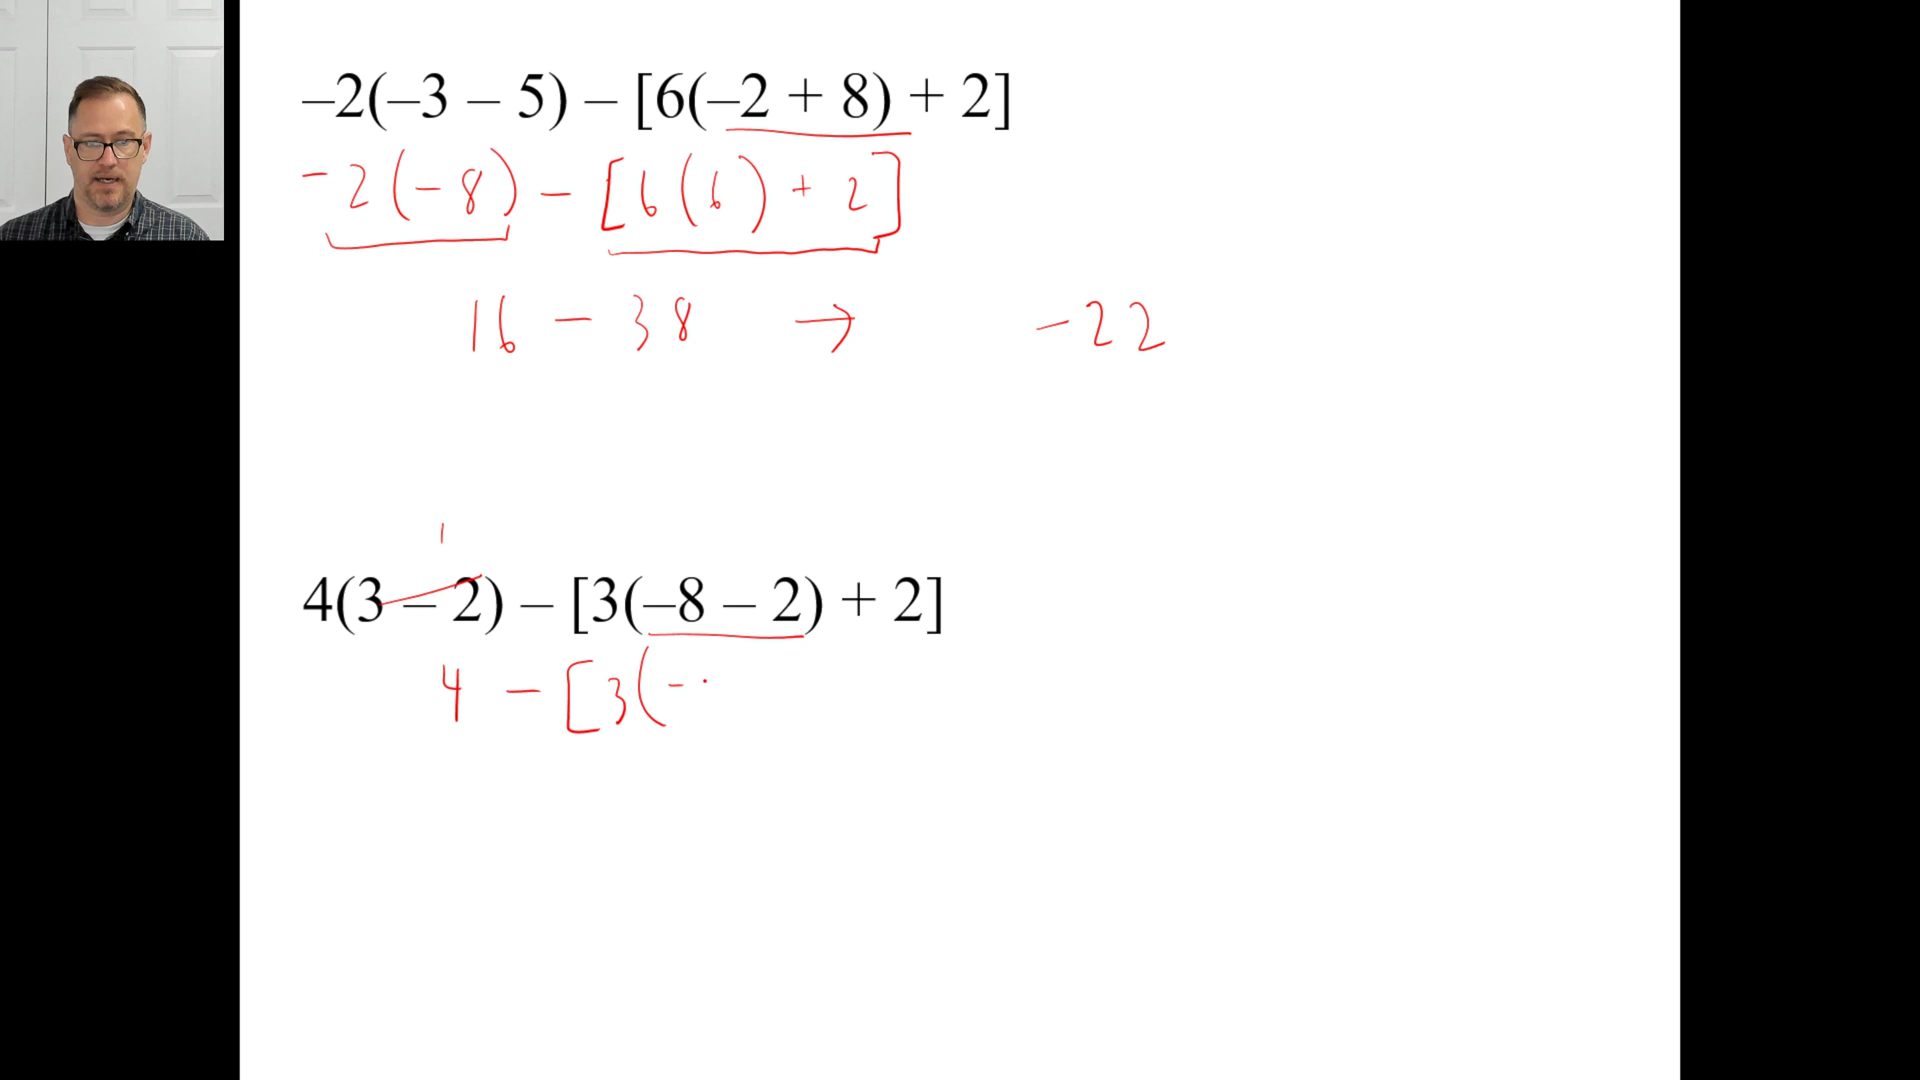 –2(–3 – 5) – [6(–2 + 8) + 2]
-2(-8) - [6(6) + 2]
16 - 38 → -22
1
4(3 – 2) – [3(–8 – 2) + 2]
4 - [3(-